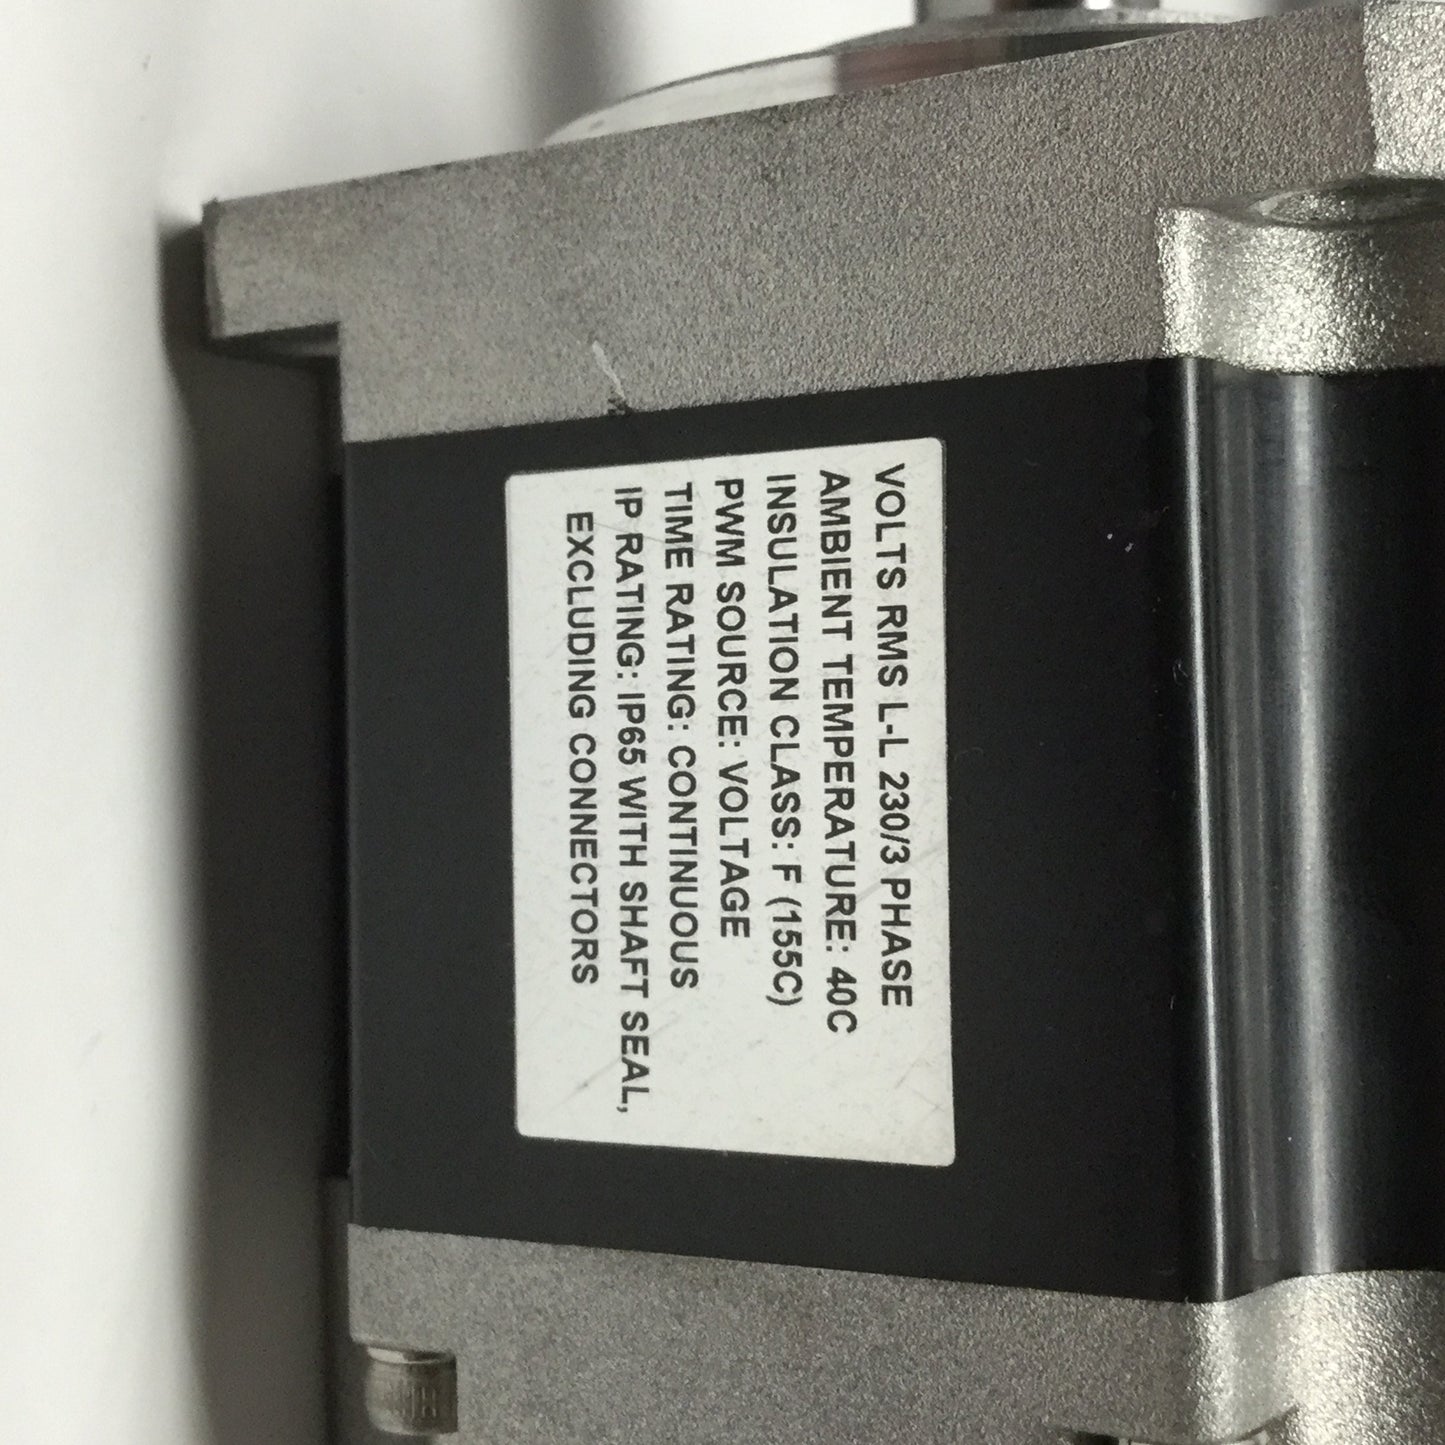 VOLTS RMS L-L 230/3 PHASE
AMBIENT TEMPERATURE: 40C
INSULATION CLASS: F (155C)
PWM SOURCE: VOLTAGE
TIME RATING: CONTINUOUS
IP RATING: IP65 WITH SHAFT SEAL,
EXCLUDING CONNECTORS